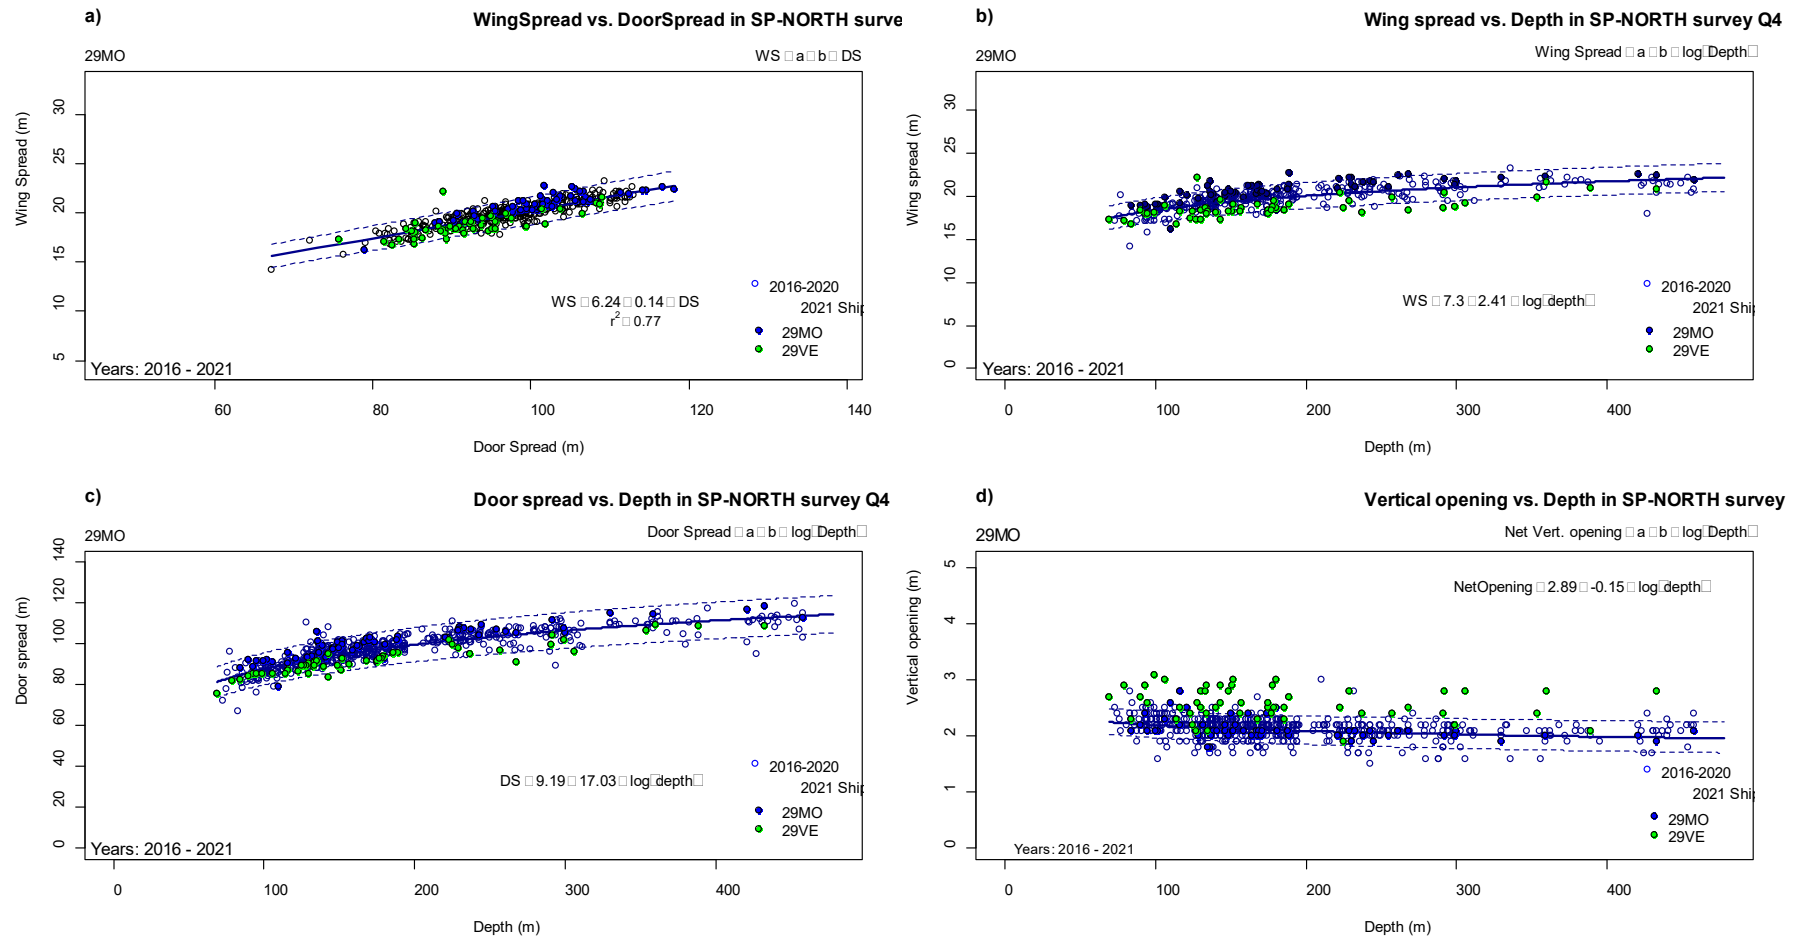 a)
WingSpread vs. DoorSpread in SP-NORTH surve
29MO
WS □ a □ b □ DS
Wing Spread (m)
30
25
20
15
10
5
WS □ 6.24 □ 0.14 □ DS
r² □ 0.77
2016-2020
2021 Ship
29MO
29VE
Years: 2016 - 2021
60
80
100
120
140
Door Spread (m)
b)
Wing spread vs. Depth in SP-NORTH survey Q4
29MO
Wing Spread □ a □ b □ log□Depth□
Wing spread (m)
30
25
20
15
10
5
0
WS □ 7.3 □ 2.41 □ log□depth□
2016-2020
2021 Ship
29MO
29VE
Years: 2016 - 2021
0
100
200
300
400
Depth (m)
c)
Door spread vs. Depth in SP-NORTH survey Q4
29MO
Door Spread □ a □ b □ log□Depth□
Door spread (m)
140
120
100
80
60
40
20
0
DS □ 9.19 □ 17.03 □ log□depth□
2016-2020
2021 Ship
29MO
29VE
Years: 2016 - 2021
0
100
200
300
400
Depth (m)
d)
Vertical opening vs. Depth in SP-NORTH survey
29MO
Net Vert. opening □ a □ b □ log□Depth□
Vertical opening (m)
5
4
3
2
1
0
NetOpening □ 2.89 □ -0.15 □ log□depth□
2016-2020
2021 Ship
29MO
29VE
Years: 2016 - 2021
0
100
200
300
400
Depth (m)